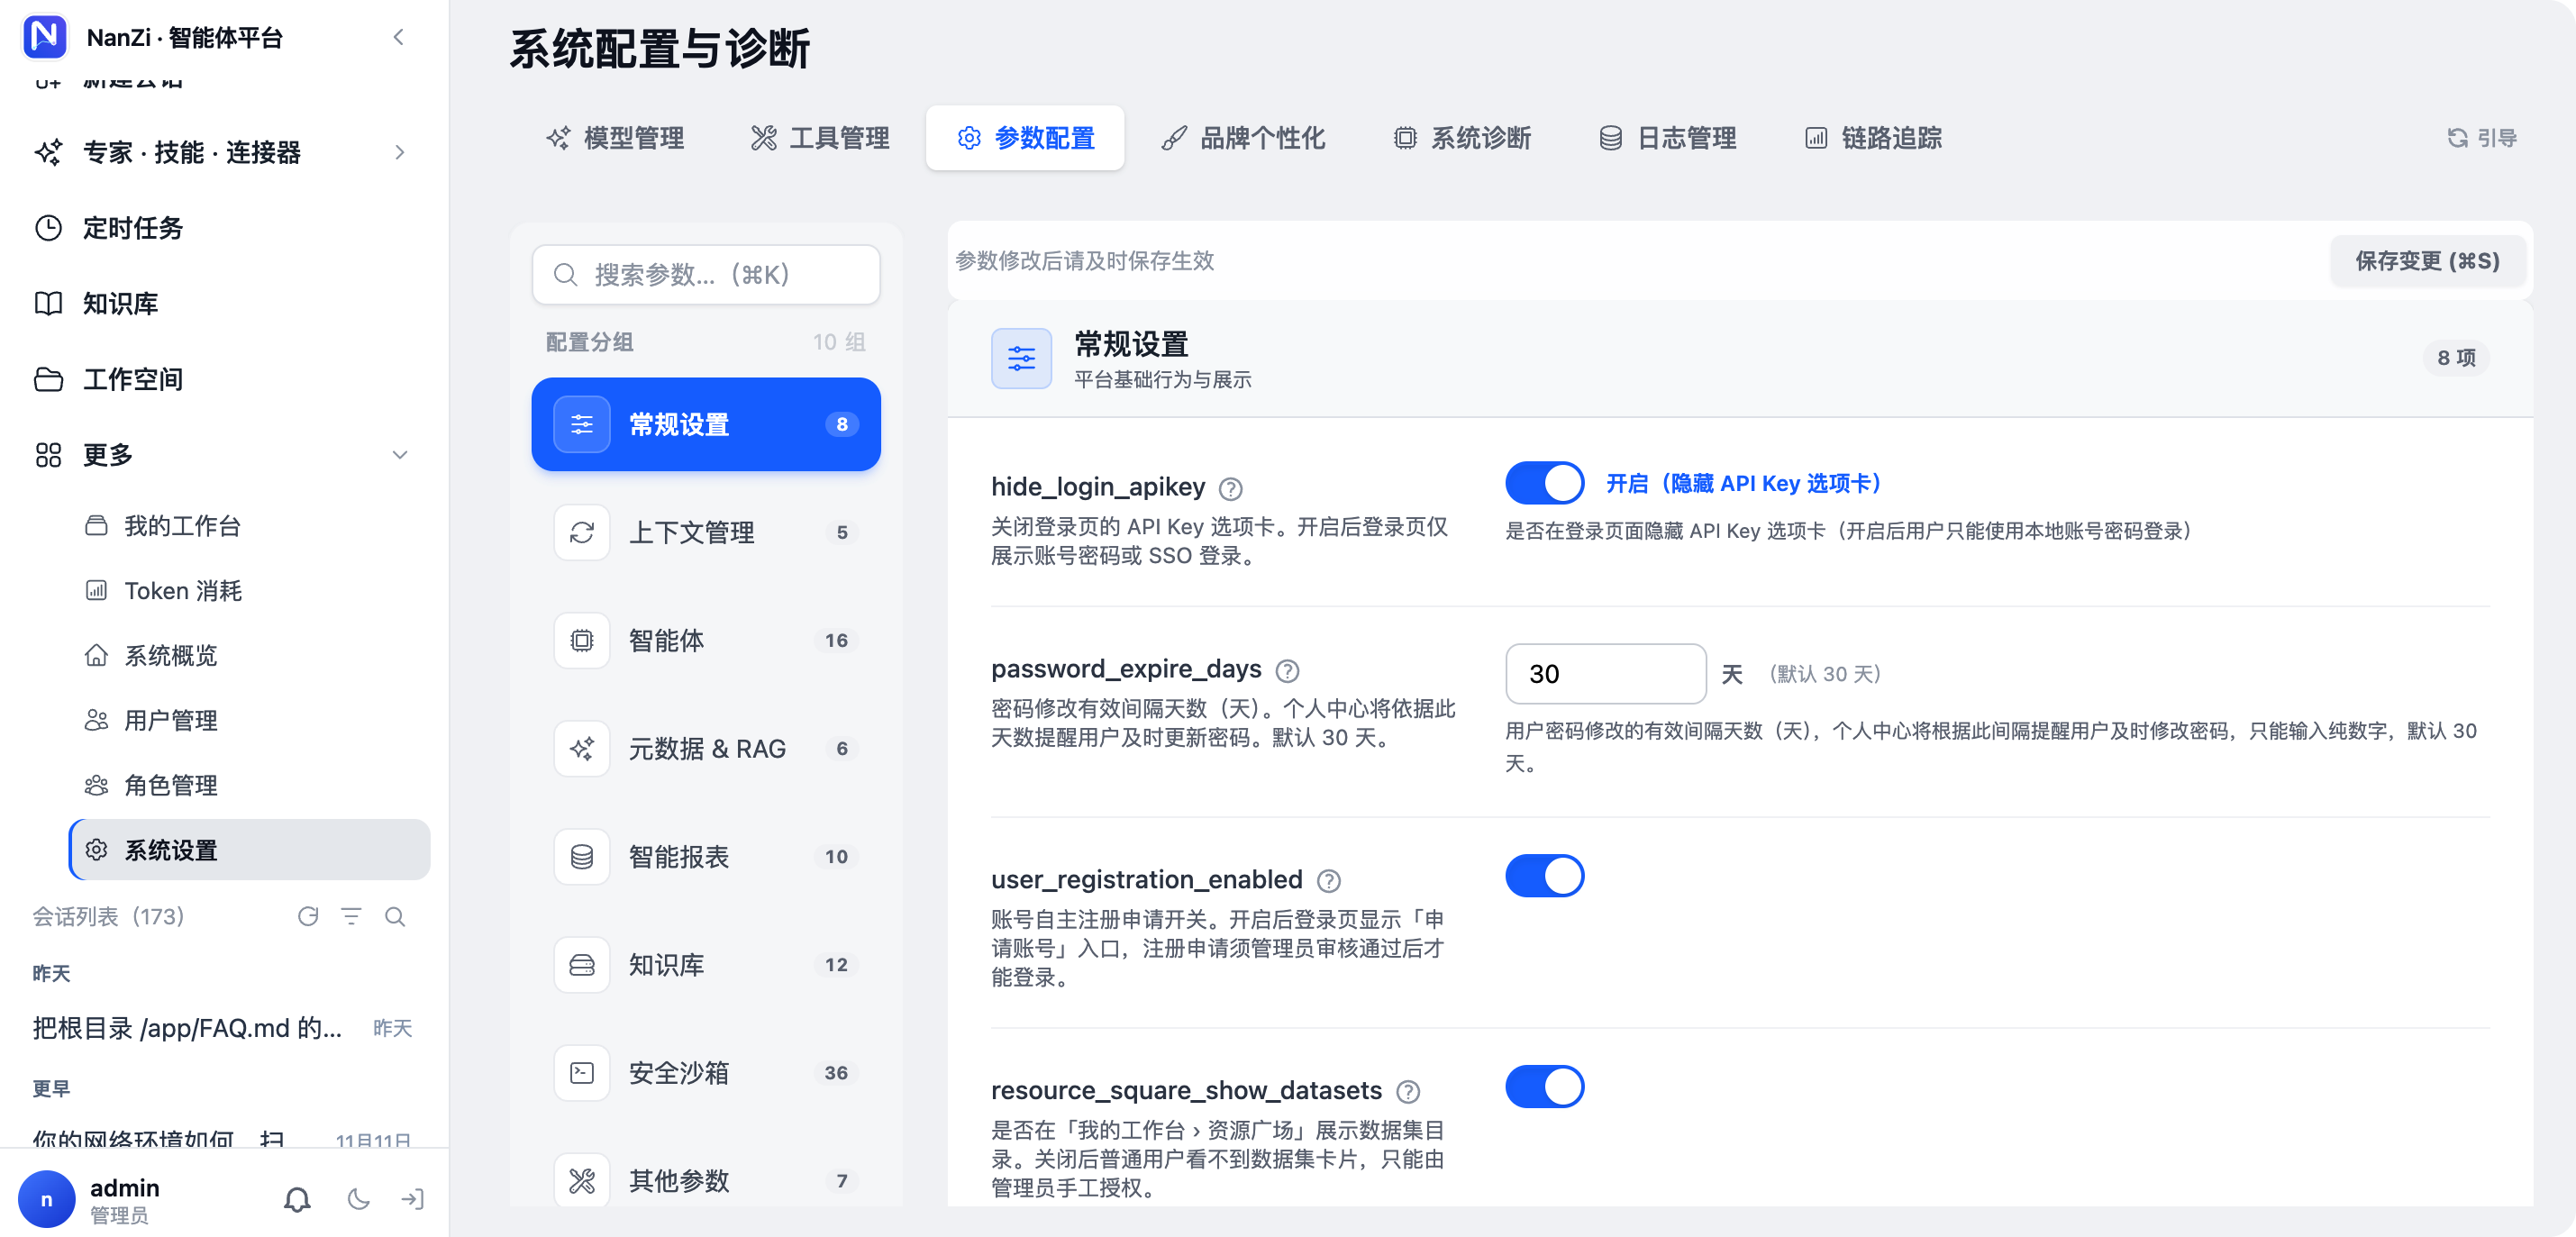 NanZi · 智能体平台
新建会话
专家 · 技能 · 连接器
定时任务
知识库
工作空间
更多
我的工作台
Token 消耗
系统概览
用户管理
角色管理
系统设置
会话列表（173）
昨天
把根目录 /app/FAQ.md 的... 昨天
更早
你的网络环境如何 扫 11月11日
n
admin
管理员
系统配置与诊断
模型管理 工具管理 参数配置 品牌个性化 系统诊断 日志管理 链路追踪 引导
搜索参数...（⌘K）
配置分组 10 组
常规设置 8
上下文管理 5
智能体 16
元数据 & RAG 6
智能报表 10
知识库 12
安全沙箱 36
其他参数 7
参数修改后请及时保存生效 保存变更 (⌘S)
常规设置
平台基础行为与展示
8 项
hide_login_apikey
关闭登录页的 API Key 选项卡。开启后登录页仅
展示账号密码或 SSO 登录。
开启（隐藏 API Key 选项卡）
是否在登录页面隐藏 API Key 选项卡（开启后用户只能使用本地账号密码登录）
password_expire_days
密码修改有效间隔天数（天）。个人中心将依据此
天数提醒用户及时更新密码。默认 30 天。
30 天 （默认 30 天）
用户密码修改的有效间隔天数（天），个人中心将根据此间隔提醒用户及时修改密码，只能输入纯数字，默认 30
天。
user_registration_enabled
账号自主注册申请开关。开启后登录页显示「申
请账号」入口，注册申请须管理员审核通过后才
能登录。
resource_square_show_datasets
是否在「我的工作台 › 资源广场」展示数据集目
录。关闭后普通用户看不到数据集卡片，只能由
管理员手工授权。